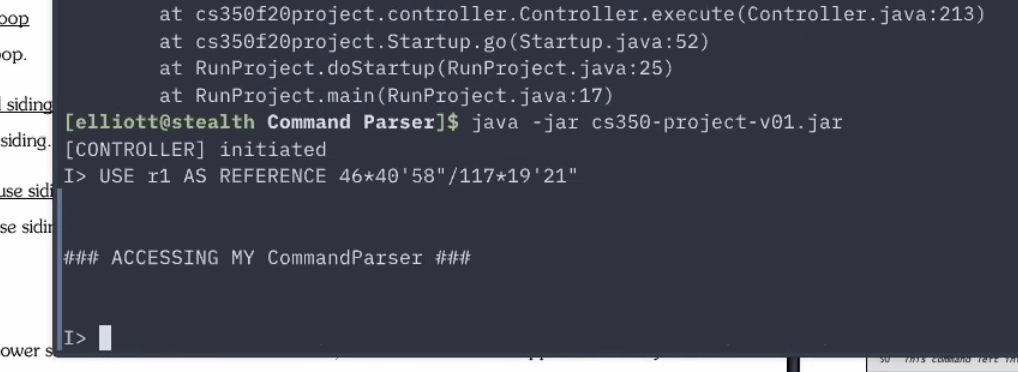 at cs350f20project.controller.Controller.execute(Controller.java:213)
oop
at cs350f20project.Startup.go(Startup.java:52)
op.
at RunProject.doStartup(RunProject.java:25)
at RunProject.main(RunProject.java:17)
siding
[elliott@stealth Command Parser]$ java -jar cs350-project-v01.jar
siding.
[CONTROLLER] initiated
I> USE r1 AS REFERENCE 46*40'58"/117*19'21"
use sidi
se sidin
### ACCESSING MY CommandParser ###
I>
ower s
50 This command left in